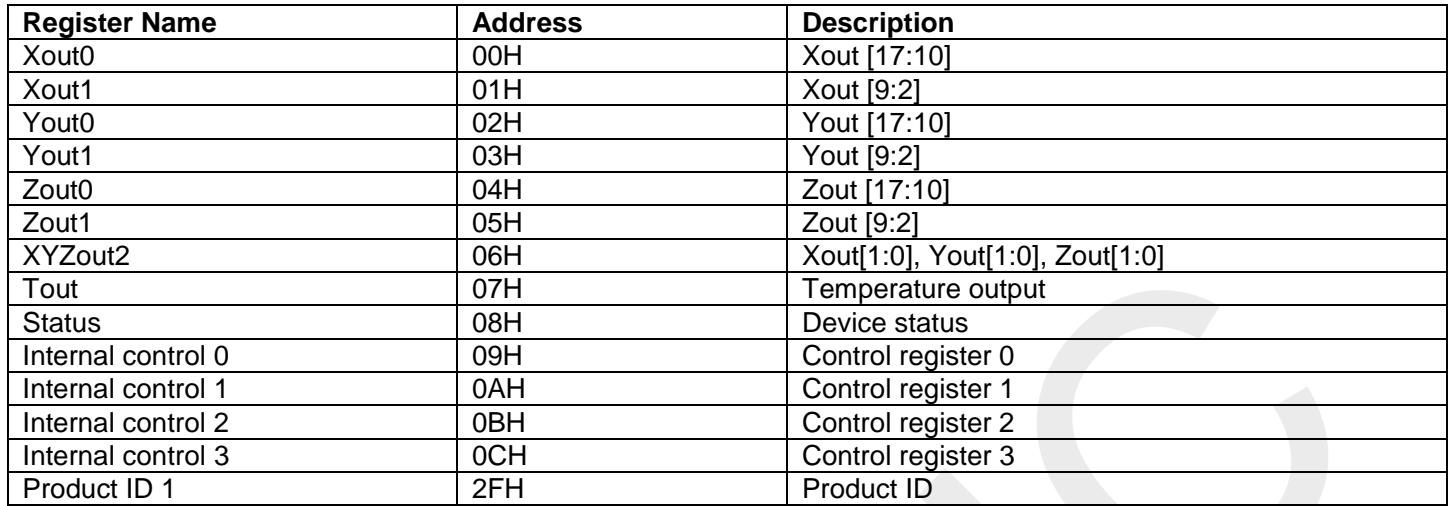 Register Name Address Description
Xout0 00H Xout [17:10]
Xout1 01H Xout [9:2]
Yout0 02H Yout [17:10]
Yout1 03H Yout [9:2]
Zout0 04H Zout [17:10]
Zout1 05H Zout [9:2]
XYZout2 06H Xout[1:0], Yout[1:0], Zout[1:0]
Tout 07H Temperature output
Status 08H Device status
Internal control 0 09H Control register 0
Internal control 1 0AH Control register 1
Internal control 2 0BH Control register 2
Internal control 3 0CH Control register 3
Product ID 1 2FH Product ID